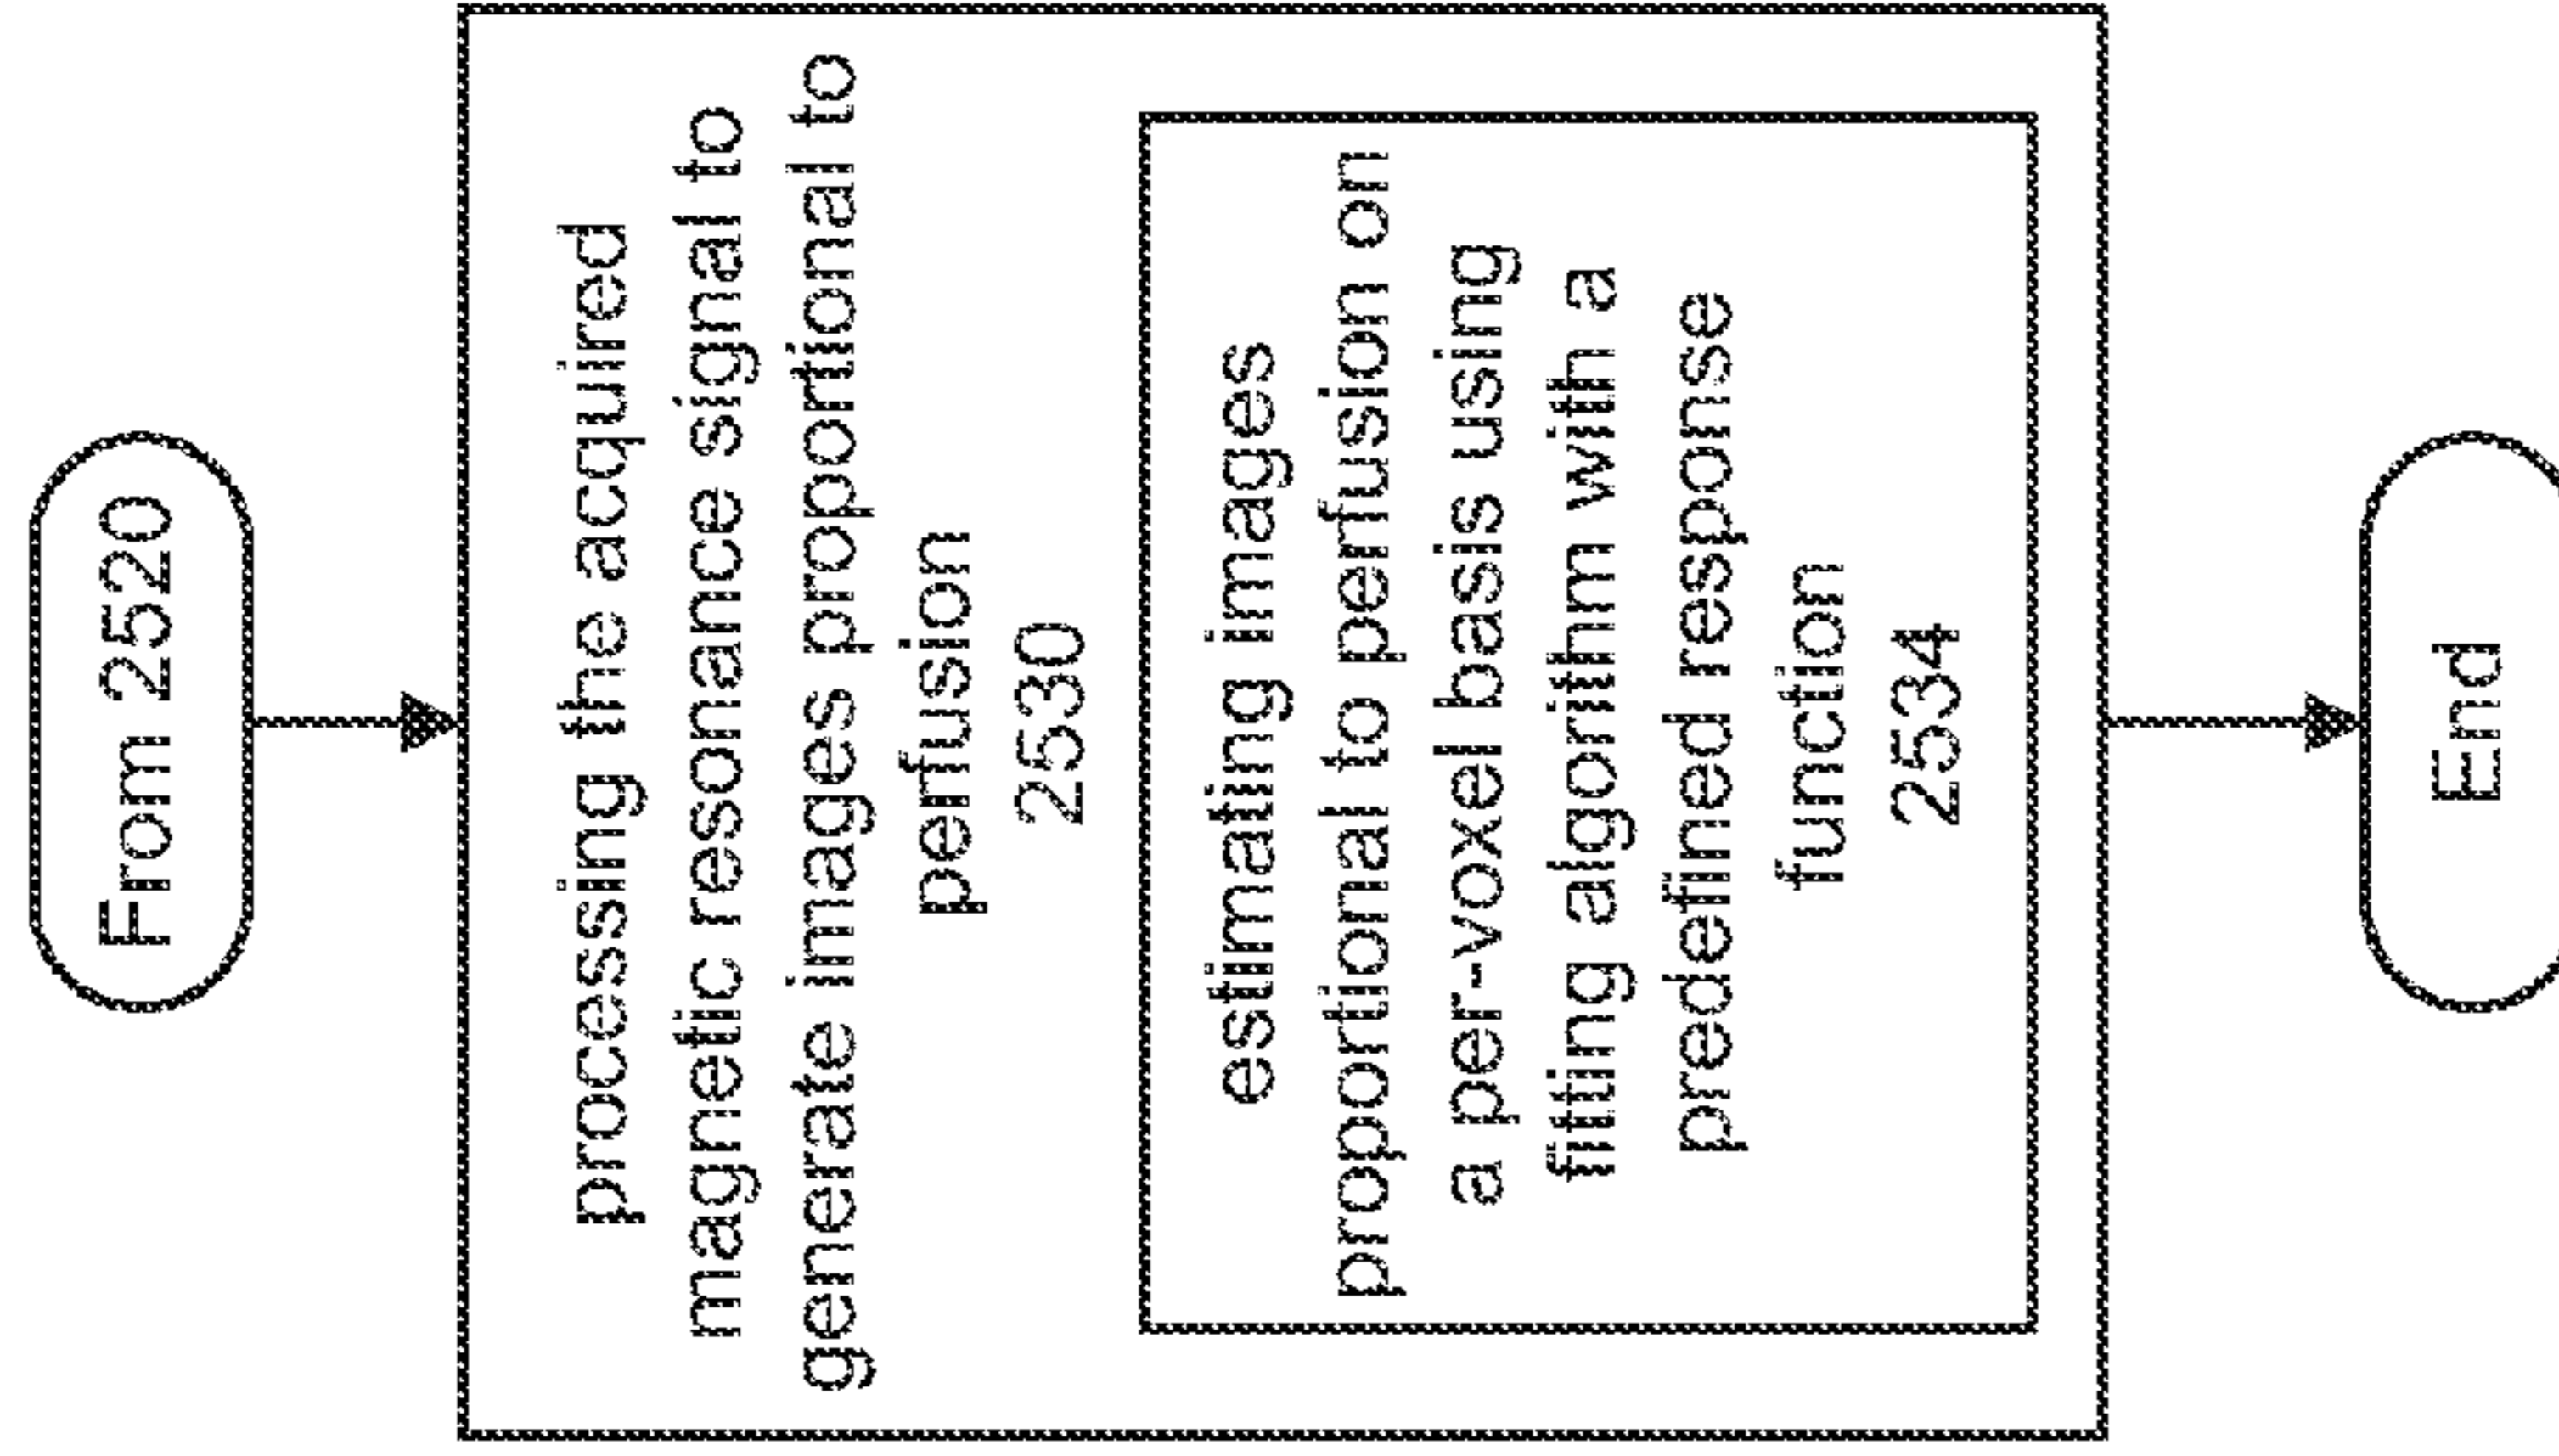 From 2520
processing the acquired
magnetic resonance signal to
generate images proportional to
perfusion
2530
estimating images
proportional to perfusion on
a per-voxel basis using
fitting algorithm with a
predefined response
function
2534
End